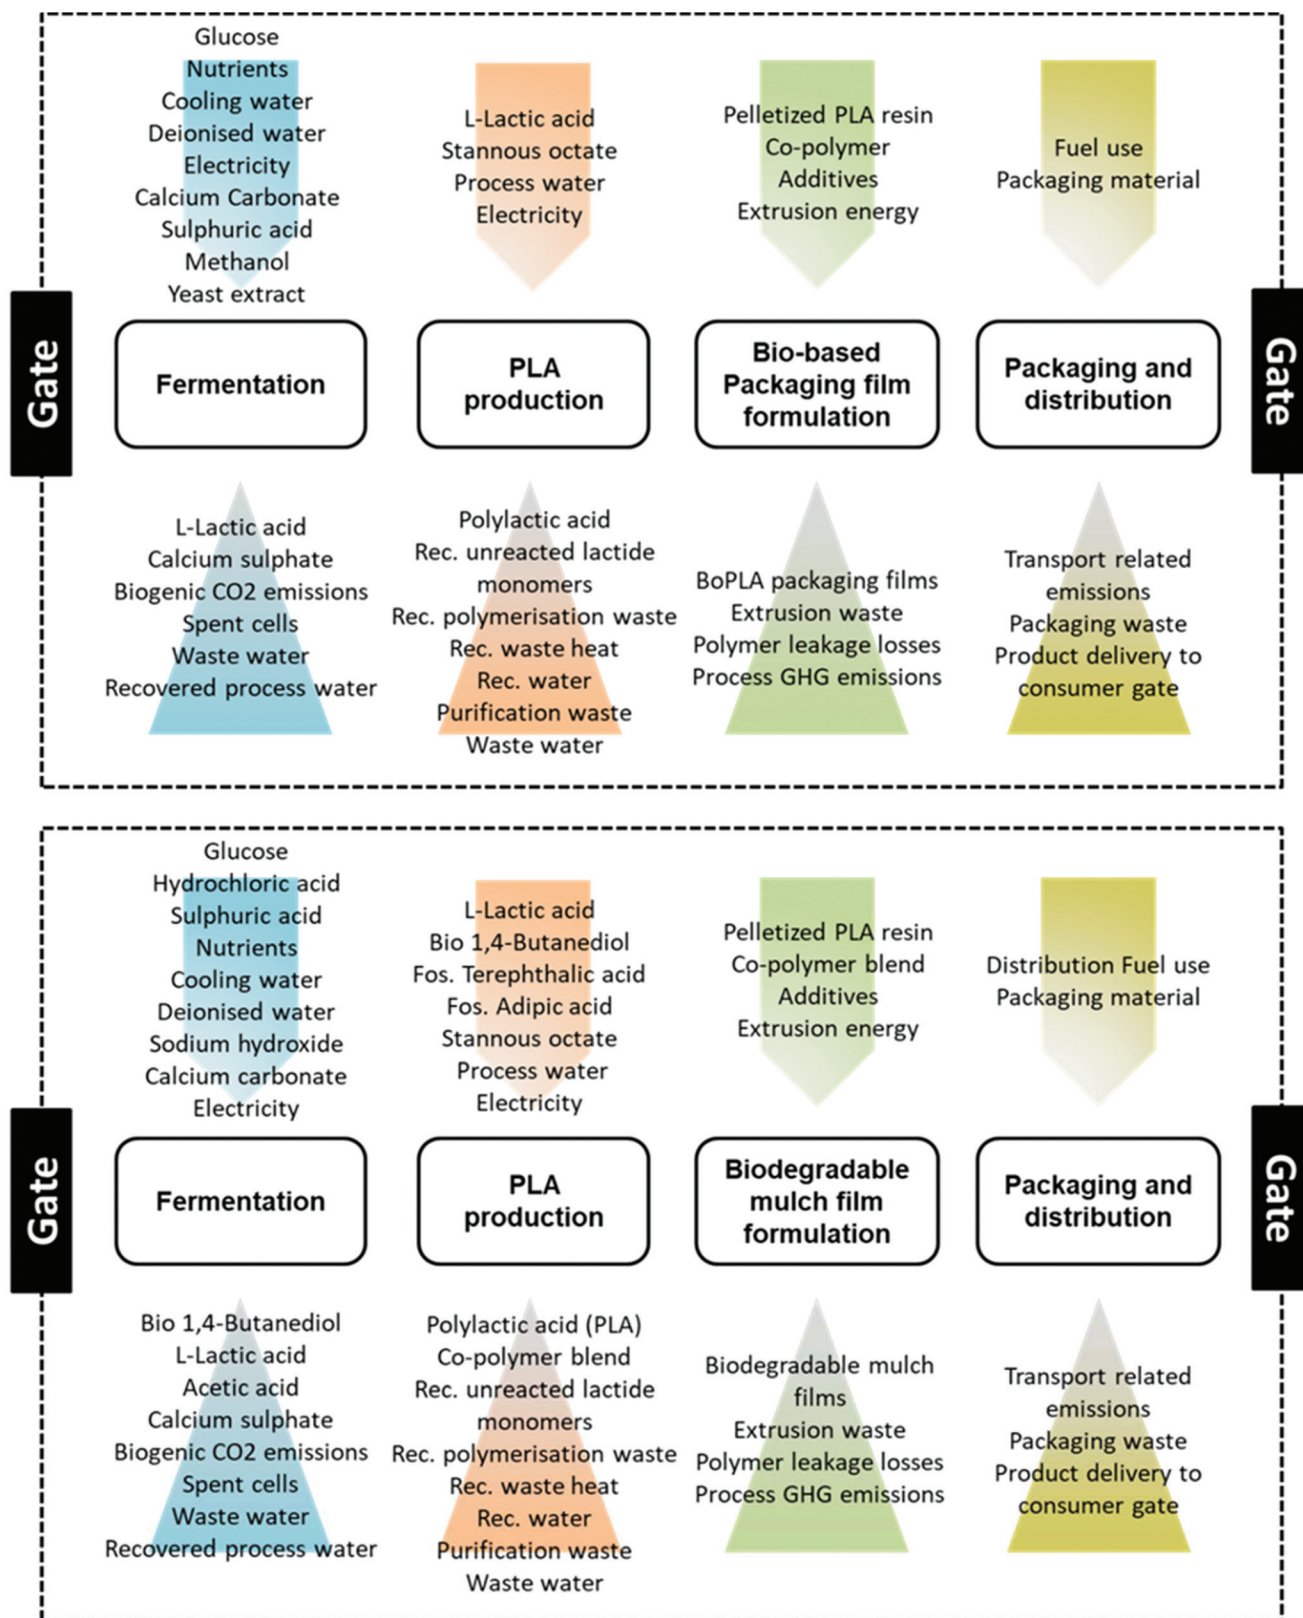 Glucose
Nutrients
Cooling water
Deionised water
Electricity
Calcium Carbonate
Sulphuric acid
Methanol
Yeast extract
L-Lactic acid
Stannous octate
Process water
Electricity
Pelletized PLA resin
Co-polymer
Additives
Extrusion energy
Fuel use
Packaging material
Gate
Fermentation
PLA
production
Bio-based
Packaging film
formulation
Packaging and
distribution
Gate
L-Lactic acid
Calcium sulphate
Biogenic CO2 emissions
Spent cells
Waste water
Recovered process water
Polylactic acid
Rec. unreacted lactide
monomers
Rec. polymerisation waste
Rec. waste heat
Rec. water
Purification waste
Waste water
BoPLA packaging films
Extrusion waste
Polymer leakage losses
Process GHG emissions
Transport related
emissions
Packaging waste
Product delivery to
consumer gate
Glucose
Hydrochloric acid
Sulphuric acid
Nutrients
Cooling water
Deionised water
Sodium hydroxide
Calcium carbonate
Electricity
L-Lactic acid
Bio 1,4-Butanediol
Fos. Terephthalic acid
Fos. Adipic acid
Stannous octate
Process water
Electricity
Pelletized PLA resin
Co-polymer blend
Additives
Extrusion energy
Distribution Fuel use
Packaging material
Gate
Fermentation
PLA
production
Biodegradable
mulch film
formulation
Packaging and
distribution
Gate
Bio 1,4-Butanediol
L-Lactic acid
Acetic acid
Calcium sulphate
Biogenic CO2 emissions
Spent cells
Waste water
Recovered process water
Polylactic acid (PLA)
Co-polymer blend
Rec. unreacted lactide
monomers
Rec. polymerisation waste
Rec. waste heat
Rec. water
Purification waste
Waste water
Biodegradable mulch
films
Extrusion waste
Polymer leakage losses
Process GHG emissions
Transport related
emissions
Packaging waste
Product delivery to
consumer gate